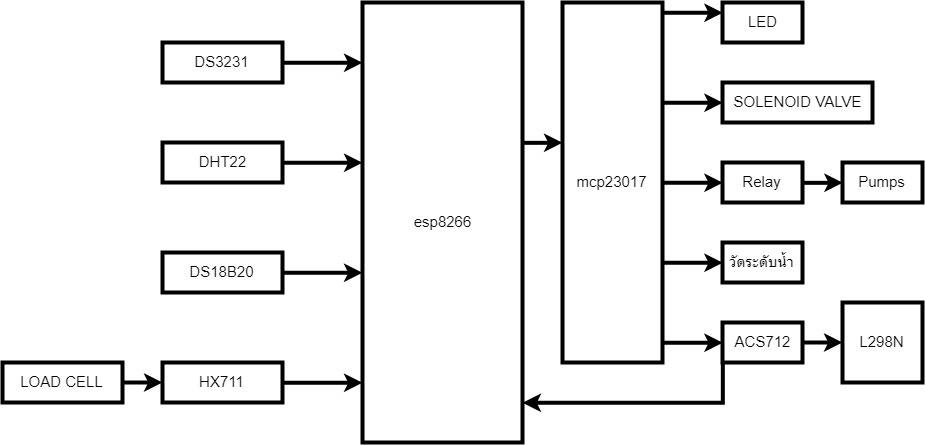 LED
DS3231
SOLENOID VALVE
DHT22
mcp23017
Relay
Pumps
esp8266
DS18B20
วัดระดับน้ำ
ACS712
L298N
LOAD CELL
HX711